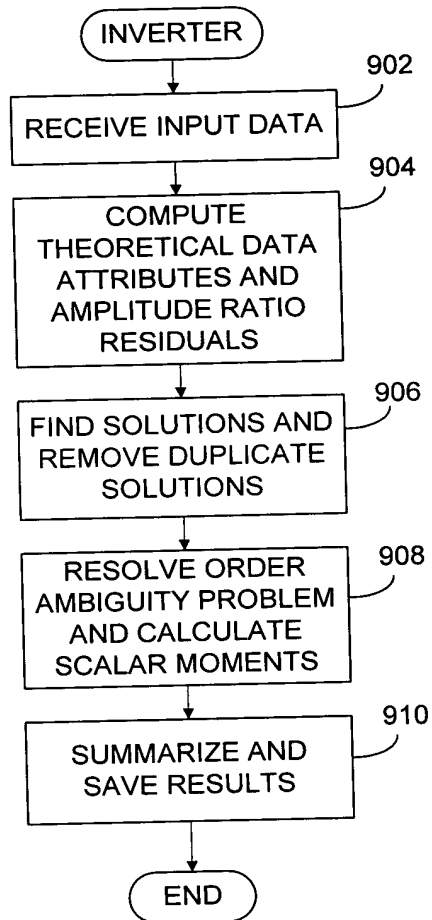 INVERTER
902
RECEIVE INPUT DATA
904
COMPUTE
THEORETICAL DATA
ATTRIBUTES AND
AMPLITUDE RATIO
RESIDUALS
906
FIND SOLUTIONS AND
REMOVE DUPLICATE
SOLUTIONS
908
RESOLVE ORDER
AMBIGUITY PROBLEM
AND CALCULATE
SCALAR MOMENTS
910
SUMMARIZE AND
SAVE RESULTS
END